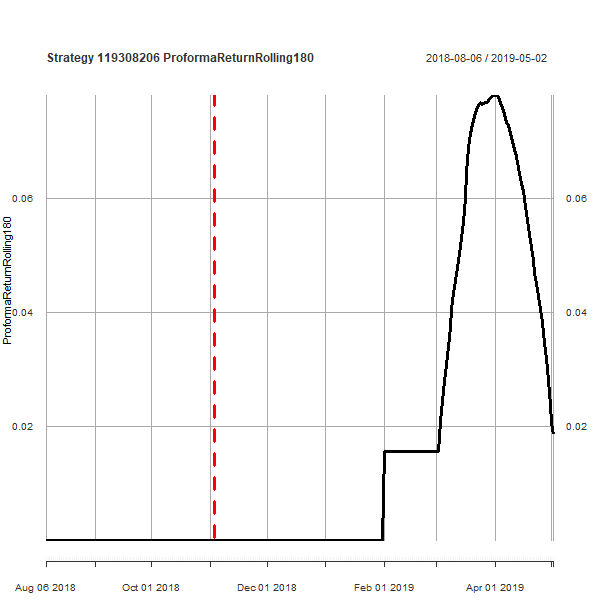 Strategy 119308206 ProformaReturnRolling180
2018-08-06 / 2019-05-02
ProformaReturnRolling180
0.06
0.06
0.04
0.04
0.02
0.02
Aug 06 2018
Oct 01 2018
Dec 01 2018
Feb 01 2019
Apr 01 2019